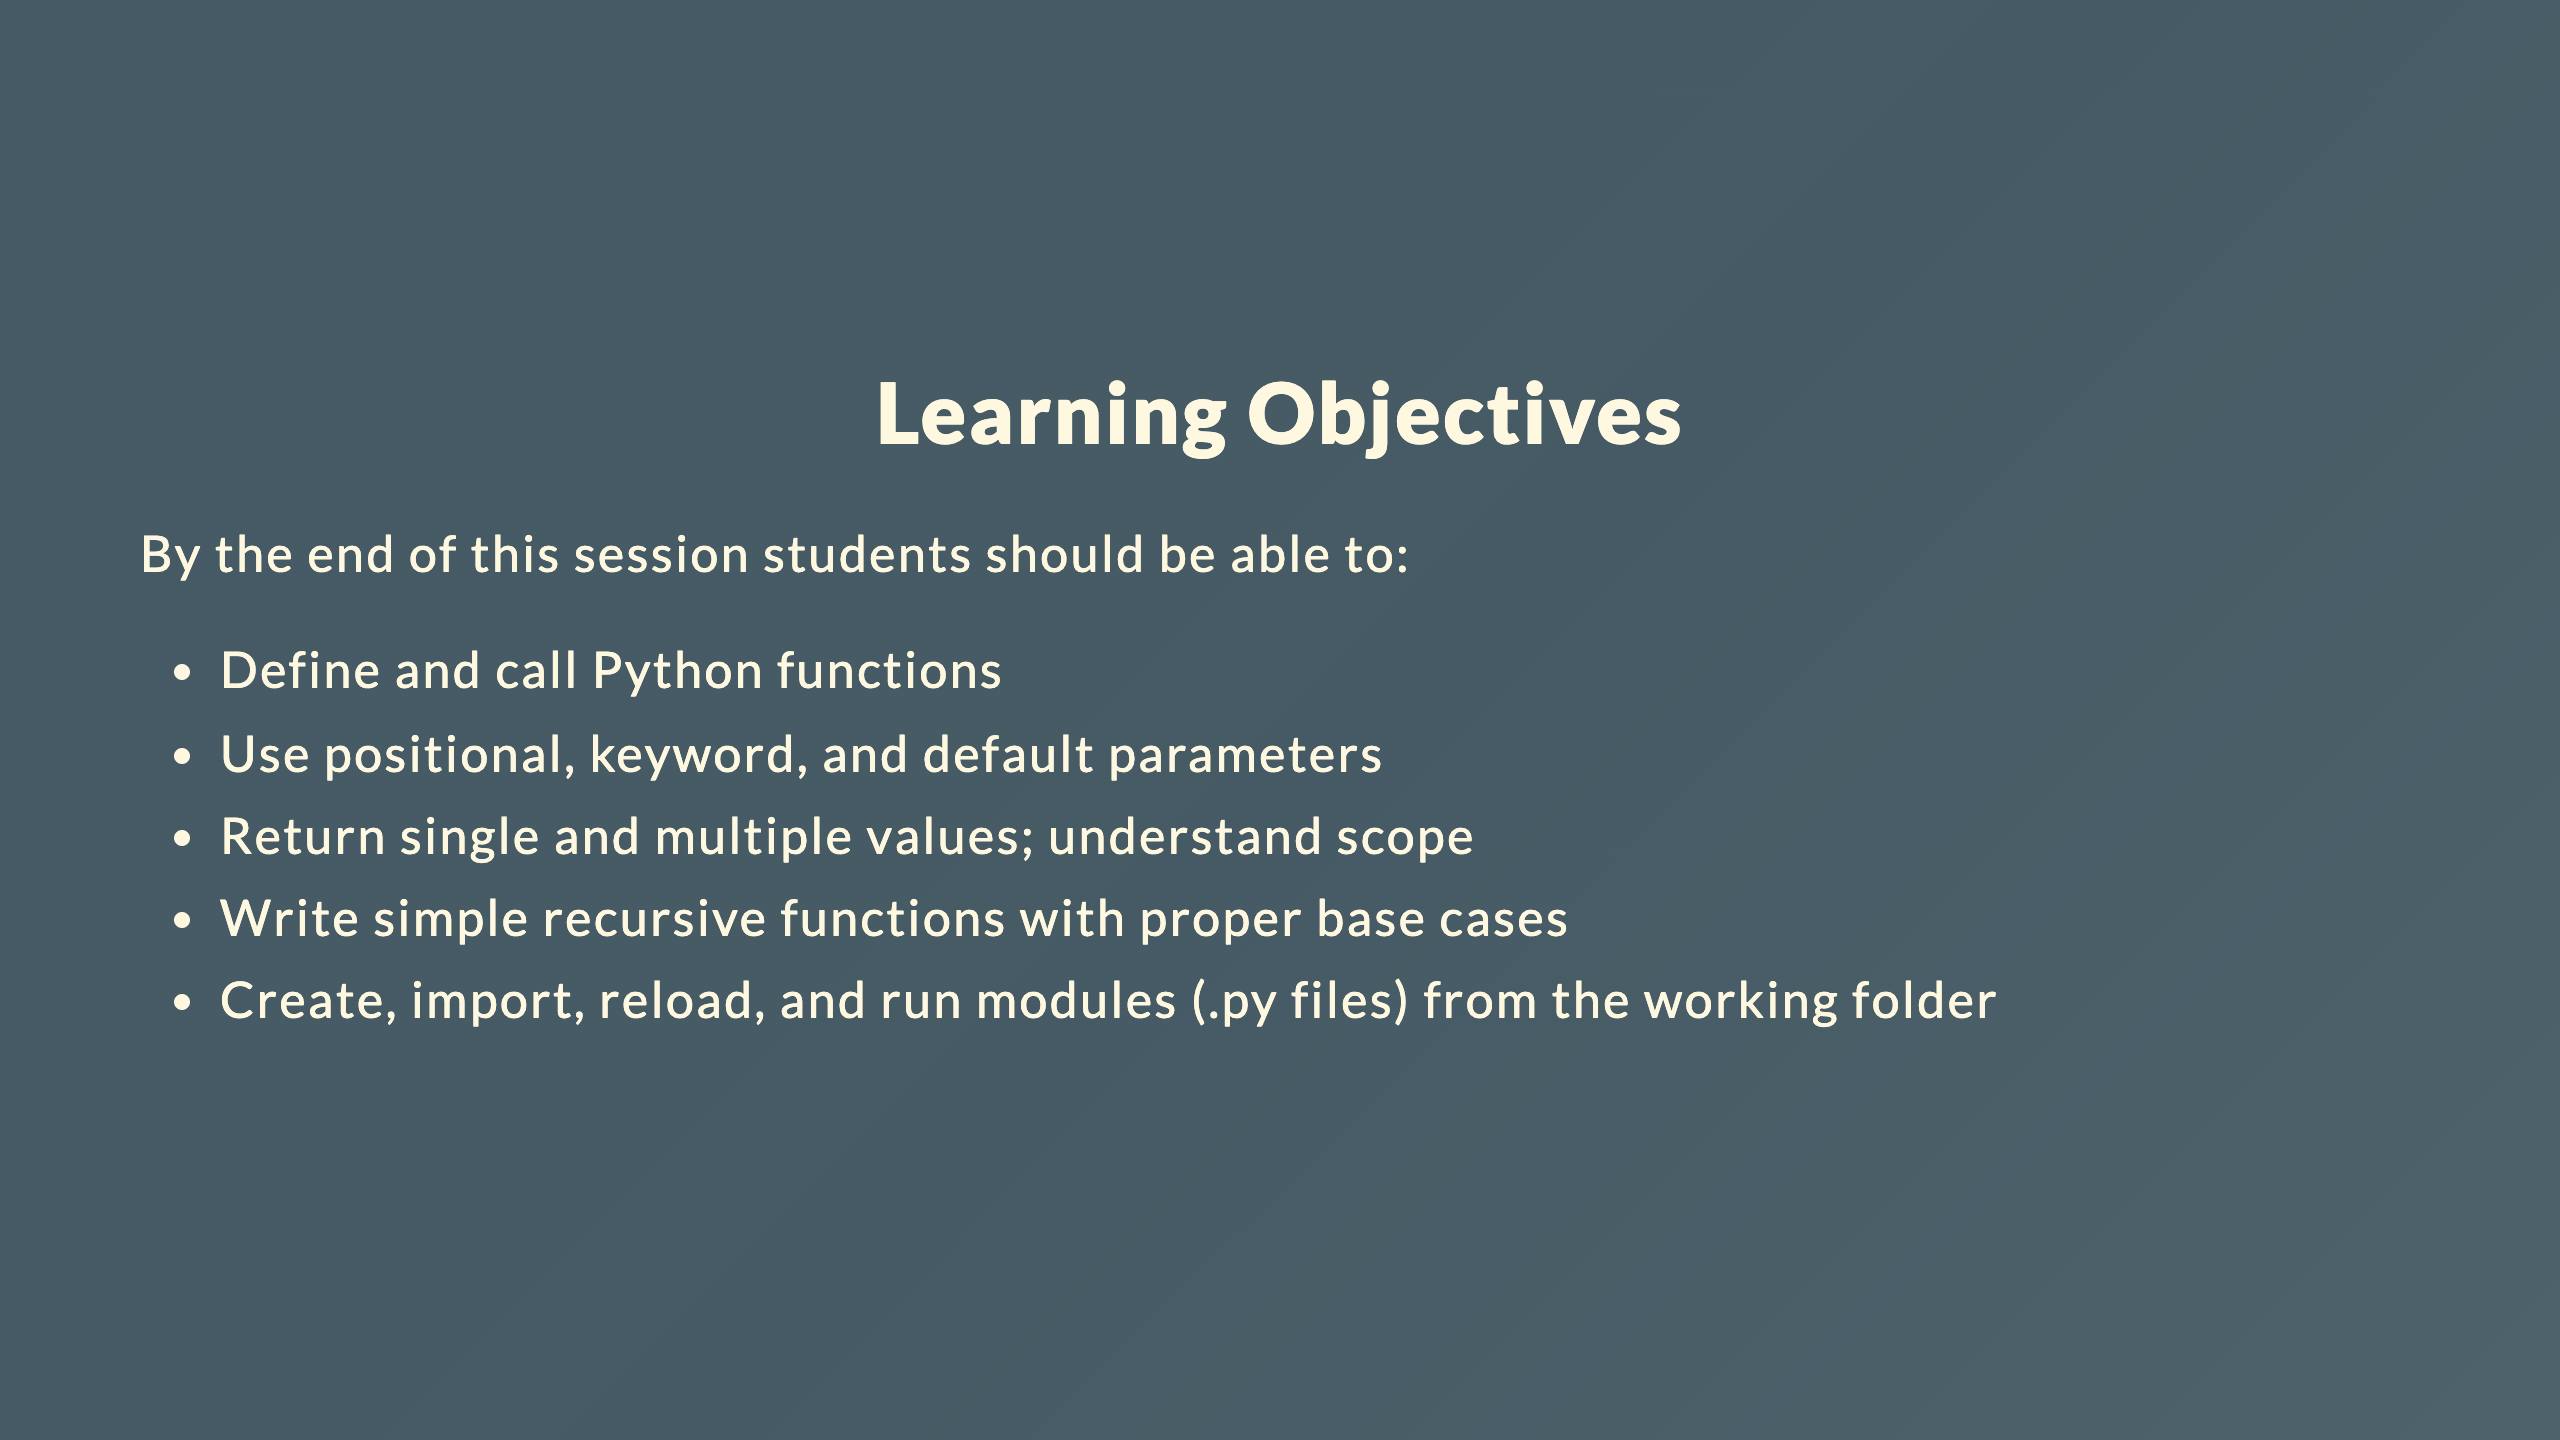 Learning Objectives
By the end of this session students should be able to:
• Define and call Python functions
• Use positional, keyword, and default parameters
• Return single and multiple values; understand scope
• Write simple recursive functions with proper base cases
• Create, import, reload, and run modules (.py files) from the working folder